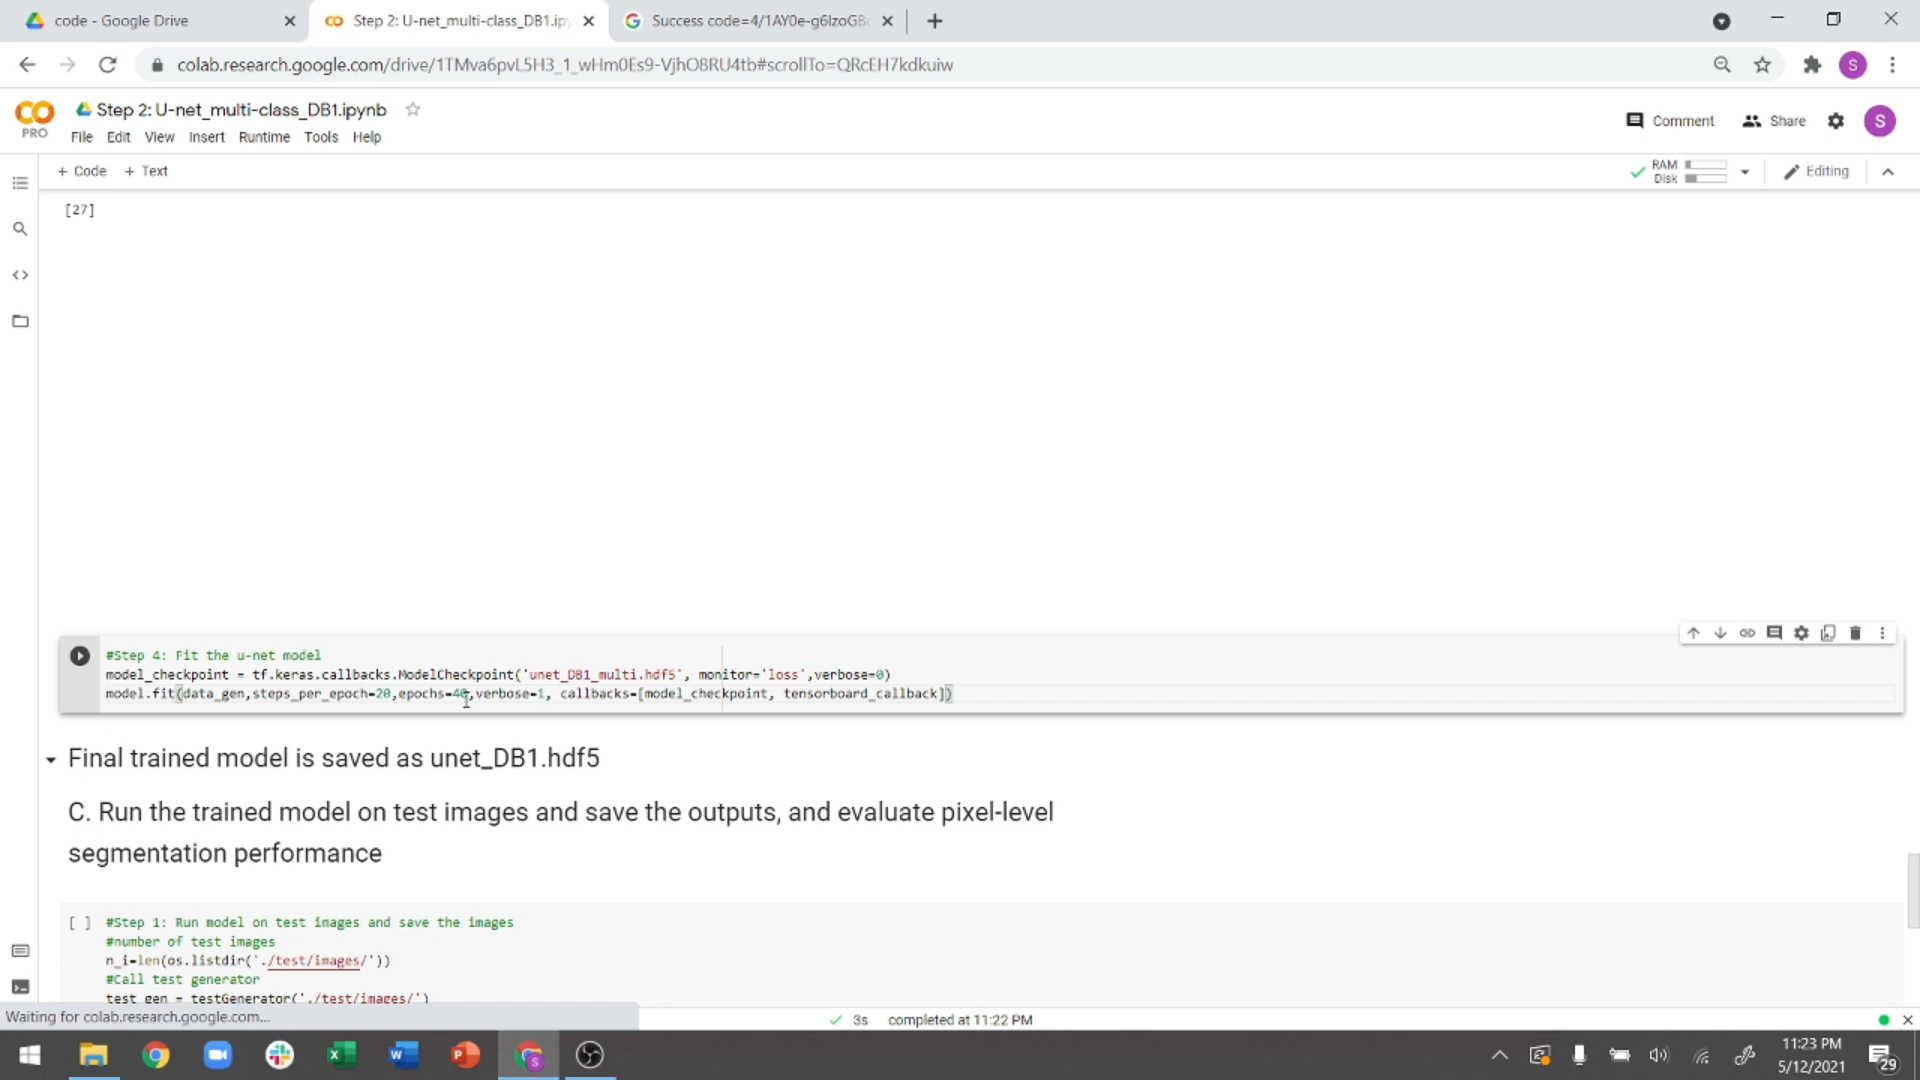 code - Google Drive
Step 2: U-net_multi-class_DB1.ip
Success code=4/1AY0e-g6lzoGB
colab.research.google.com/drive/1TMva6pvL5H3_1_wHm0Es9-VjhO8RU4tb#scrollTo=QRcEH7kdkuiw
S
PRO
Step 2: U-net_multi-class_DB1.ipynb
File Edit View Insert Runtime Tools Help
Comment
Share
S
+ Code + Text
RAM
Disk
Editing
[27]
#Step 4: Fit the u-net model
model_checkpoint = tf.keras.callbacks.ModelCheckpoint('unet_DB1_multi.hdf5', monitor='loss',verbose=0)
model.fit(data_gen,steps_per_epoch=20,epochs=40,verbose=1, callbacks=[model_checkpoint, tensorboard_callback])
Final trained model is saved as unet_DB1.hdf5
C. Run the trained model on test images and save the outputs, and evaluate pixel-level
segmentation performance
[ ] #Step 1: Run model on test images and save the images
#number of test images
n_i=len(os.listdir('./test/images/'))
#Call test generator
test_gen = testGenerator('./test/images/')
Waiting for colab.research.google.com...
3s completed at 11:22 PM
11:23 PM
5/12/2021
29